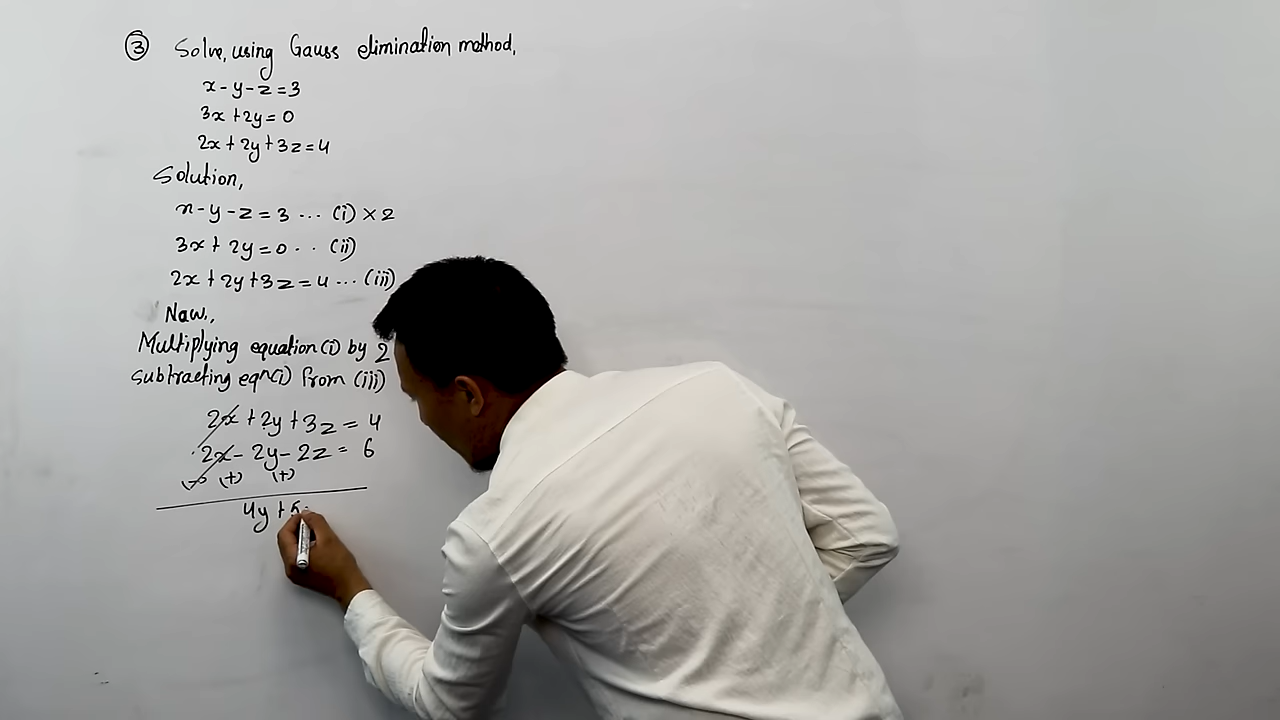 ③ Solve, using Gauss elimination method,
x - y - z = 3
3x + 2y = 0
2x + 2y + 3z = 4
Solution,
x - y - z = 3 ... (i) × 2
3x + 2y = 0 . . (ii)
2x + 2y + 3z = 4 ... (iii)
Now,
Multiplying equation (i) by 2
subtracting eqn(i) from (iii)
2x + 2y + 3z = 4
2x - 2y - 2z = 6
(-) (+) (+)
4y + 5